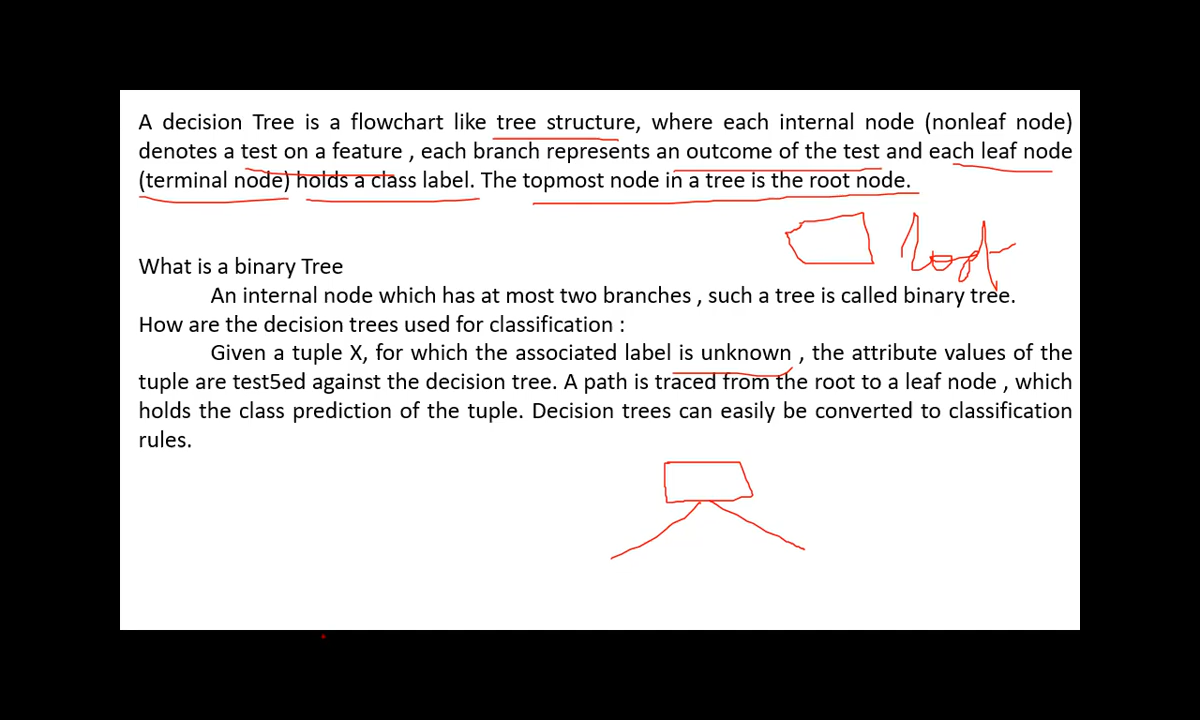 A decision Tree is a flowchart like tree structure, where each internal node (nonleaf node)
denotes a test on a feature , each branch represents an outcome of the test and each leaf node
(terminal node) holds a class label. The topmost node in a tree is the root node.
What is a binary Tree
An internal node which has at most two branches , such a tree is called binary tree.
How are the decision trees used for classification :
Given a tuple X, for which the associated label is unknown , the attribute values of the
tuple are test5ed against the decision tree. A path is traced from the root to a leaf node , which
holds the class prediction of the tuple. Decision trees can easily be converted to classification
rules.